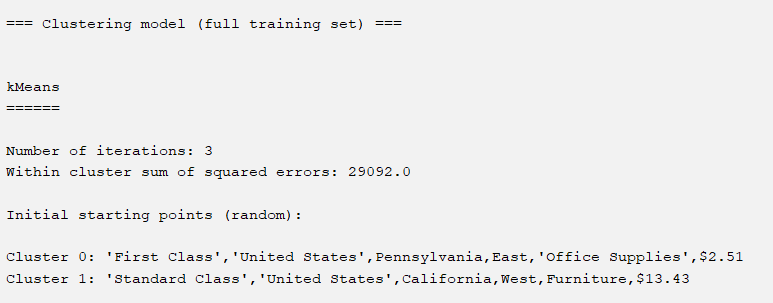 === Clustering model (full training set) ===
kMeans
======
Number of iterations: 3
Within cluster sum of squared errors: 29092.0
Initial starting points (random):
Cluster 0: 'First Class','United States',Pennsylvania,East,'Office Supplies',$2.51
Cluster 1: 'Standard Class','United States',California,West,Furniture,$13.43